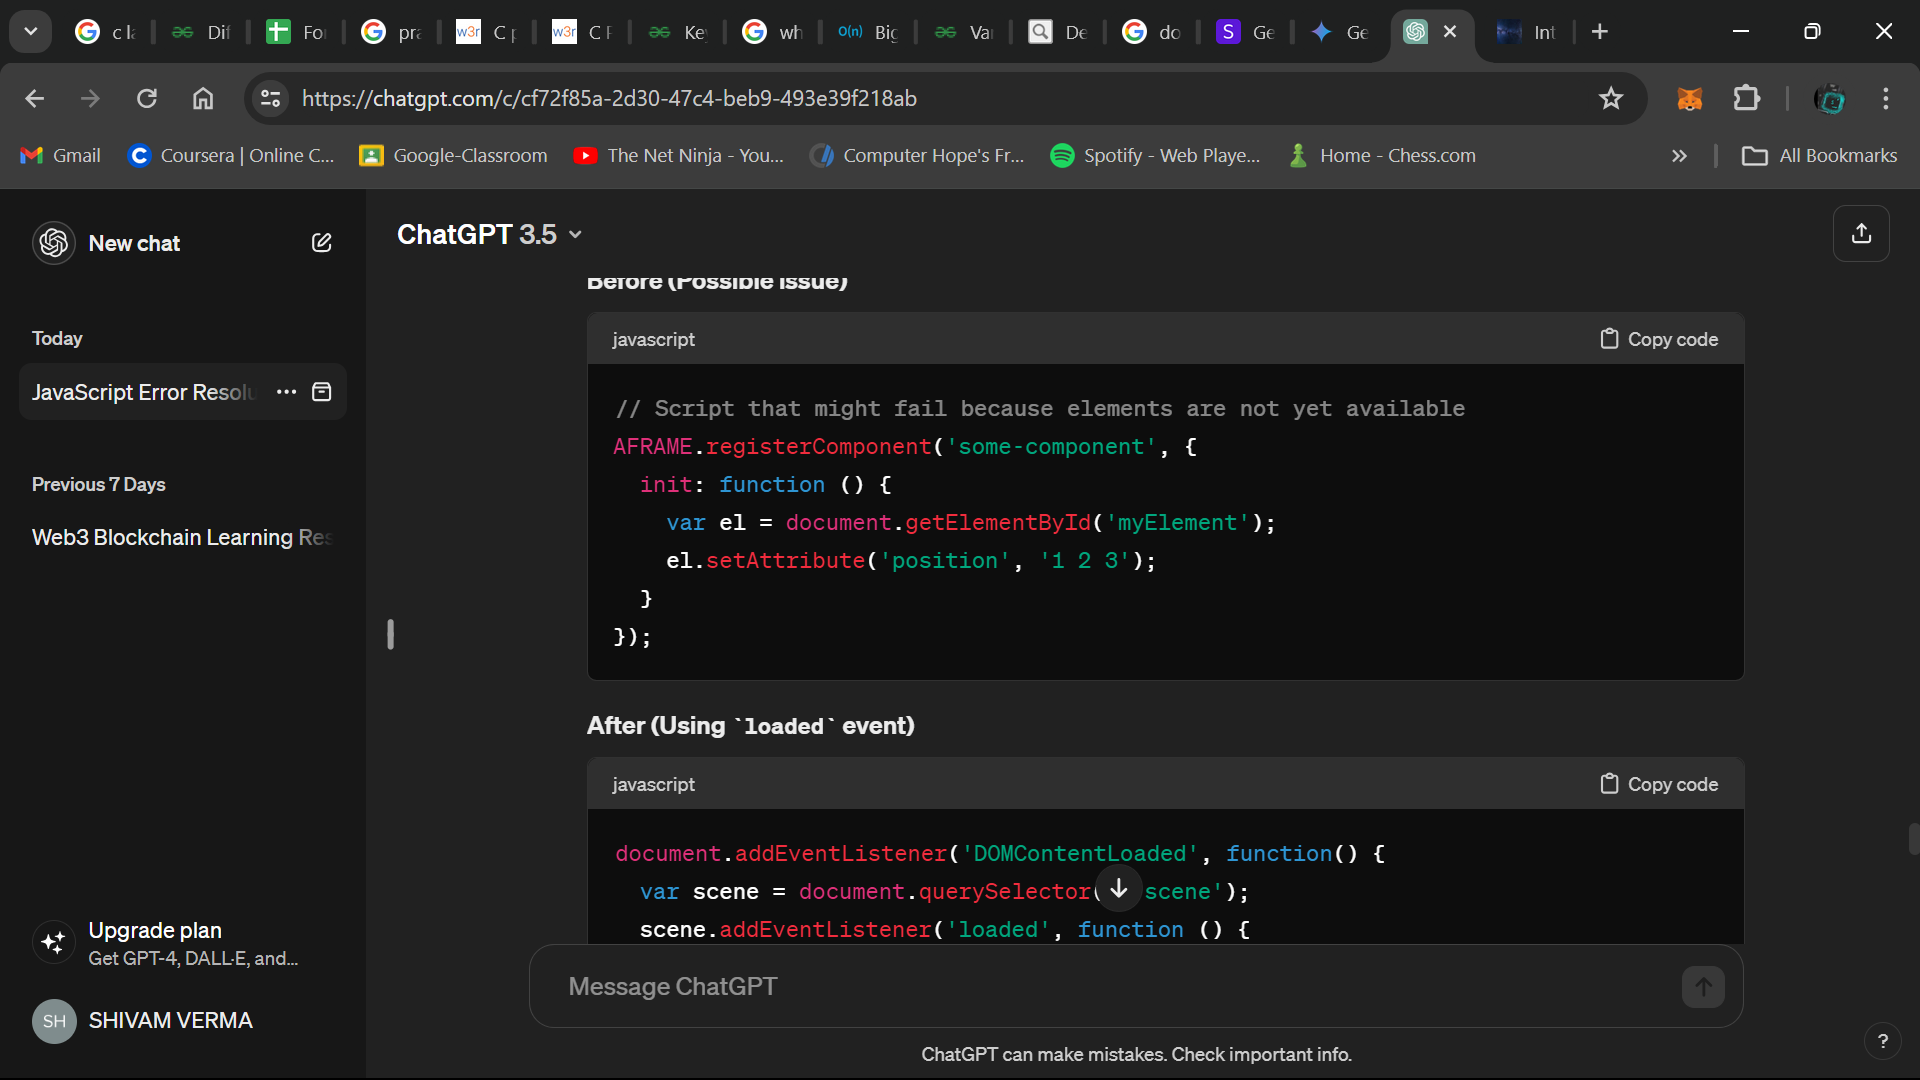 c la
Dif
For
pra
w3r C p
w3r C P
Key
wh
O(n) Big
Va
De
do
S Ge
Ge
Int
https://chatgpt.com/c/cf72f85a-2d30-47c4-beb9-493e39f218ab
Gmail
Coursera | Online C...
Google-Classroom
The Net Ninja - You...
Computer Hope's Fr...
Spotify - Web Playe...
Home - Chess.com
All Bookmarks
New chat
ChatGPT 3.5
Today
JavaScript Error Resolu
Previous 7 Days
Web3 Blockchain Learning Res
Before (Possible issue)
javascript
Copy code
// Script that might fail because elements are not yet available
AFRAME.registerComponent('some-component', {
init: function () {
var el = document.getElementById('myElement');
el.setAttribute('position', '1 2 3');
}
});
After (Using `loaded` event)
javascript
Copy code
document.addEventListener('DOMContentLoaded', function() {
var scene = document.querySelector( scene');
scene.addEventListener('loaded', function () {
Upgrade plan
Get GPT-4, DALL·E, and...
SH SHIVAM VERMA
Message ChatGPT
ChatGPT can make mistakes. Check important info.
?